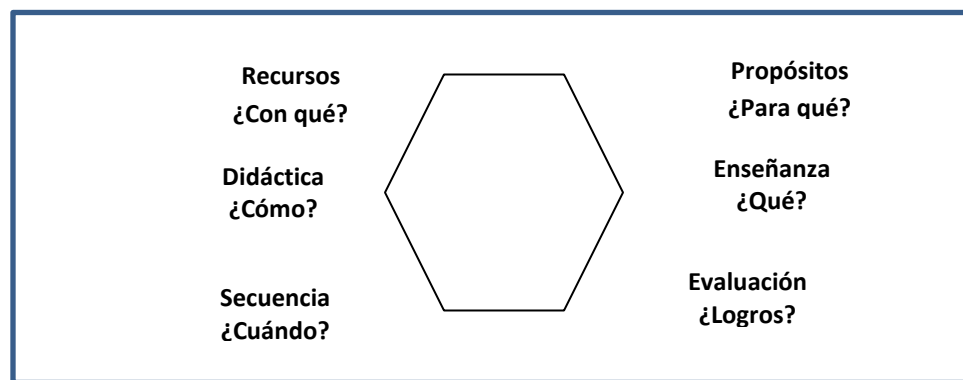 Recursos
¿Con qué?
Propósitos
¿Para qué?
Didáctica
¿Cómo?
Enseñanza
¿Qué?
Secuencia
¿Cuándo?
Evaluación
¿Logros?